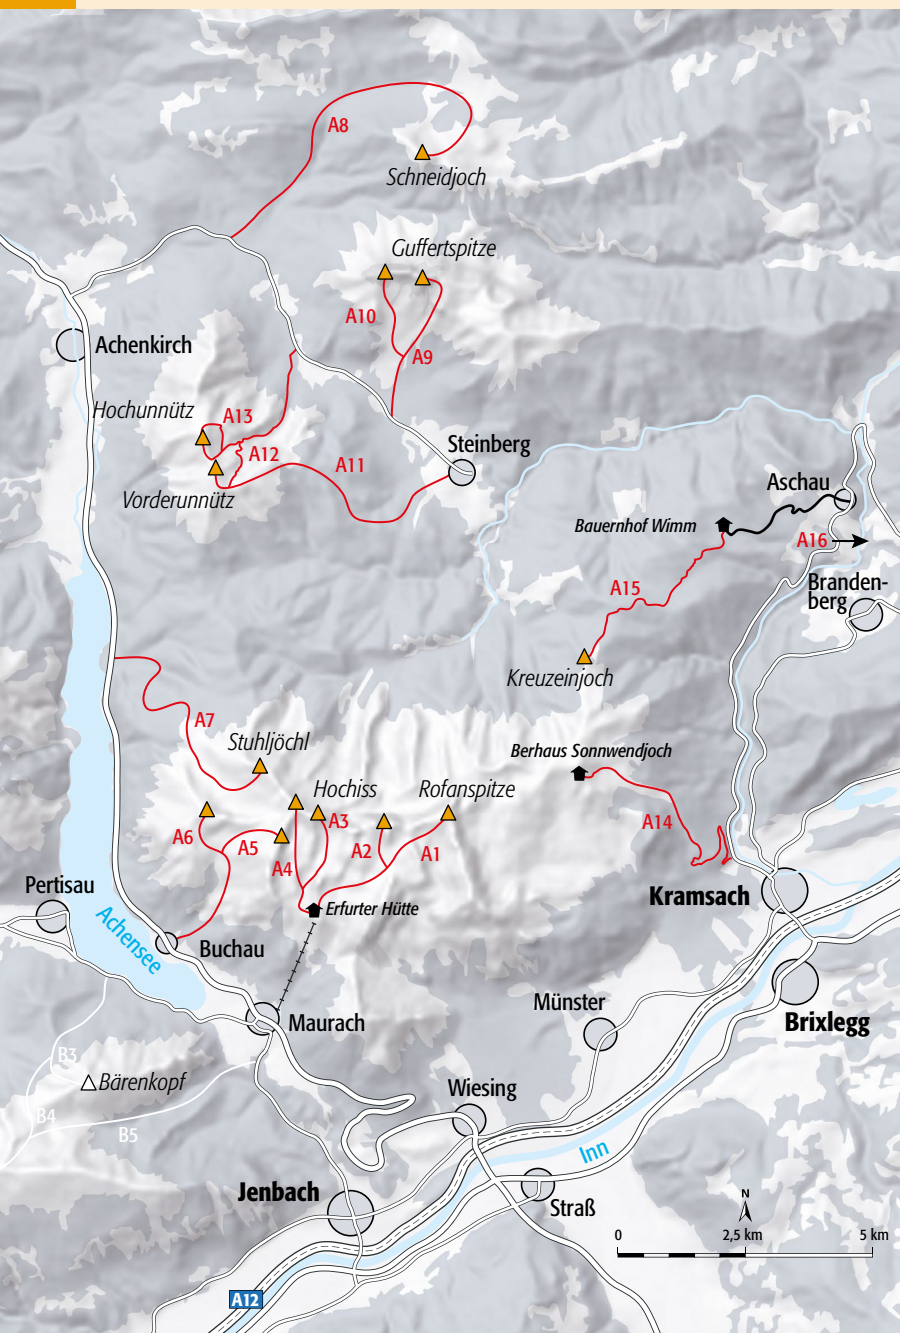 A8
Schneidjoch
Guffertspitze
A10
A9
Achenkirch
Hochunnütz
A13
A12
A11
Vorderunnütz
Steinberg
Aschau
Bauernhof Wimm
A16
Branden-
berg
A15
Kreuzeinjoch
A7
Stuhljöchl
Berhaus Sonnwendjoch
Hochiss
Rofanspitze
A6
A5
A4
A3
A2
A1
A14
Kramsach
Pertisau
Achensee
Erfurter Hütte
Buchau
Maurach
Münster
Brixlegg
B3
Bärenkopf
B4
B5
Wiesing
Inn
Jenbach
Straß
N
0
2,5 km
5 km
A12